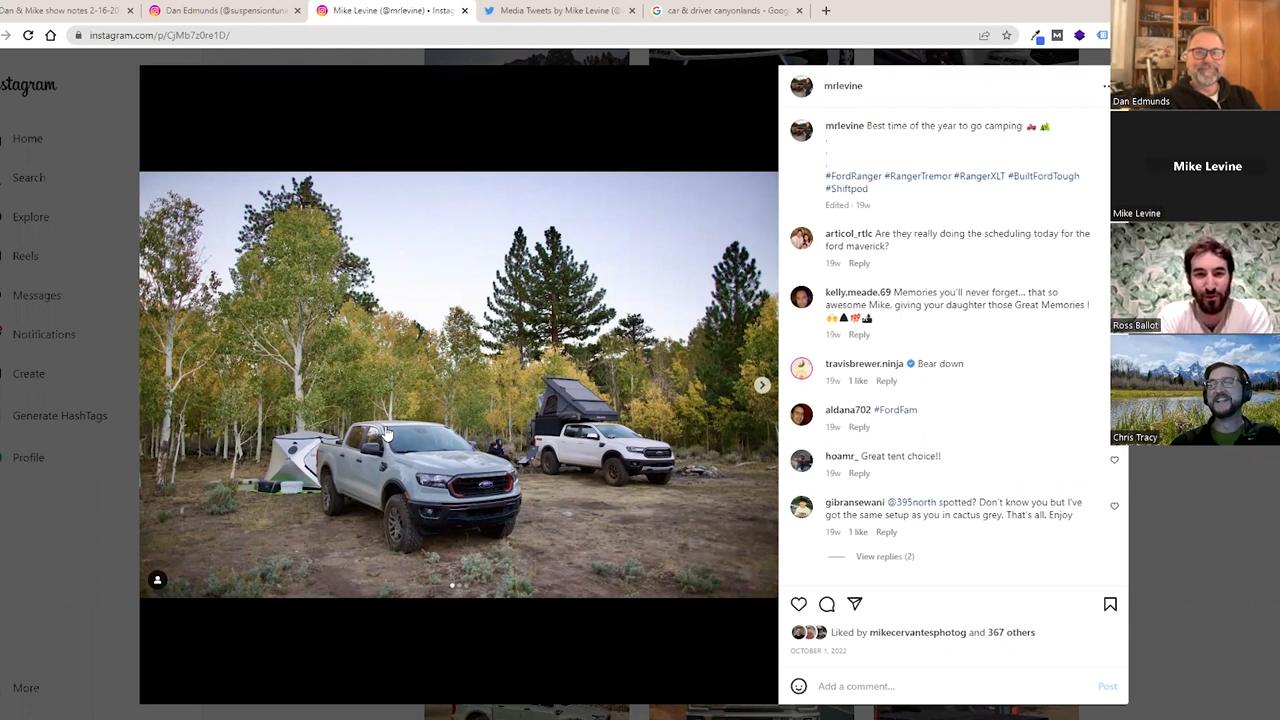 an & Mike show notes 2-16-20
Dan Edmunds (@suspensiontune
Mike Levine (@mrlevine) • Instag
Media Tweets by Mike Levine (@
car & driver canyonlands - Goog
instagram.com/p/CjMb7z0re1D/
stagram
Home
Search
Explore
Reels
Messages
Notifications
Create
Generate HashTags
Profile
More
mrlevine
mrlevine Best time of the year to go camping
.
.
.
#FordRanger #RangerTremor #RangerXLT #BuiltFordTough
#Shiftpod
Edited · 19w
articol_rtlc Are they really doing the scheduling today for the
ford maverick?
19w Reply
kelly.meade.69 Memories you'll never forget... that so
awesome Mike, giving your daughter those Great Memories !
🙌⛺💯🏕
19w Reply
travisbrewer.ninja Bear down
19w 1 like Reply
aldana702 #FordFam
19w Reply
hoamr_ Great tent choice!!
19w Reply
gibransewani @395north spotted? Don't know you but I've
got the same setup as you in cactus grey. That's all. Enjoy
19w 1 like Reply
View replies (2)
Liked by mikecervantesphotog and 367 others
OCTOBER 1, 2022
Add a comment...
Post
Dan Edmunds
Mike Levine
Mike Levine
Ross Ballot
Chris Tracy